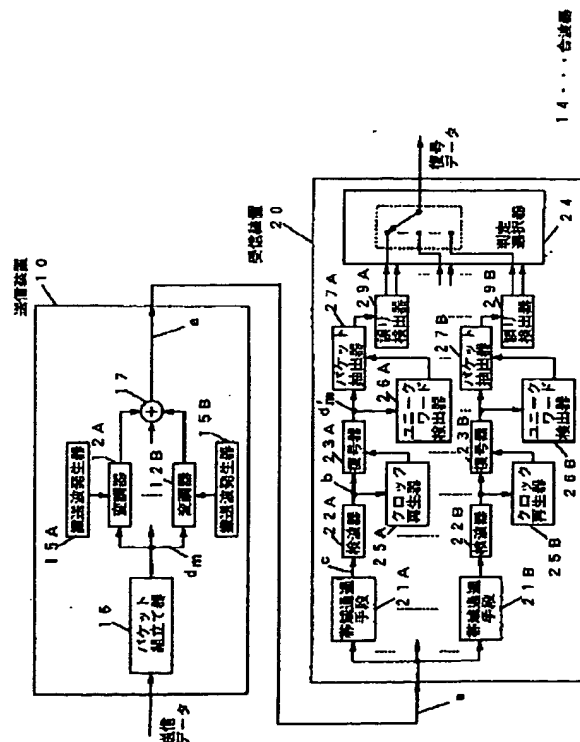 送信装置
10
送信
データ
16
パケット
組立て器
dm
15A
搬送波発生器
12A
変調器
12B
変調器
搬送波発生器
15B
17
a
受信装置
20
a
帯域通過
手段
21A
c
22A
検波器
b
23A
復号器
d'm
27A
パケット
抽出器
クロック
再生器
25A
ユニーク
ワード
検出器
26A
29A
誤り
検出器
帯域通過
手段
21B
22B
検波器
23B
復号器
27B
パケット
抽出器
クロック
再生器
25B
ユニーク
ワード
検出器
26B
29B
誤り
検出器
判定
選択器
24
復号
データ
14・・・合波器